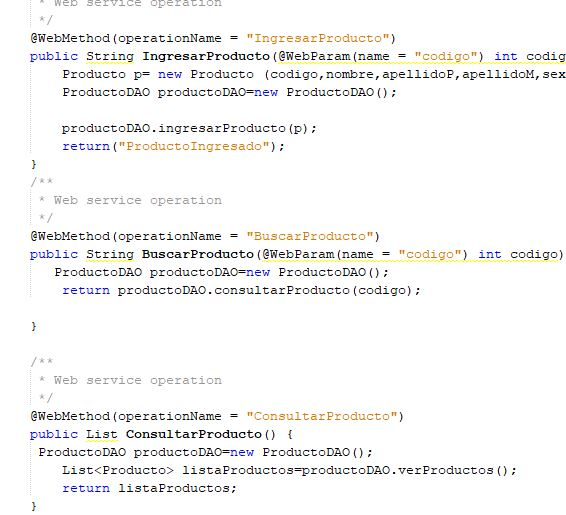 * Web service operation
*/
@WebMethod(operationName = "IngresarProducto")
public String IngresarProducto(@WebParam(name = "codigo") int codig
Producto p= new Producto (codigo,nombre,apellidoP,apellidoM,sex
ProductoDAO productoDAO=new ProductoDAO();
productoDAO.ingresarProducto(p);
return("ProductoIngresado");
}
/**
* Web service operation
*/
@WebMethod(operationName = "BuscarProducto")
public String BuscarProducto(@WebParam(name = "codigo") int codigo)
ProductoDAO productoDAO=new ProductoDAO();
return productoDAO.consultarProducto(codigo);
}
/**
* Web service operation
*/
@WebMethod(operationName = "ConsultarProducto")
public List ConsultarProducto() {
ProductoDAO productoDAO=new ProductoDAO();
List<Producto> listaProductos=productoDAO.verProductos();
return listaProductos;
}